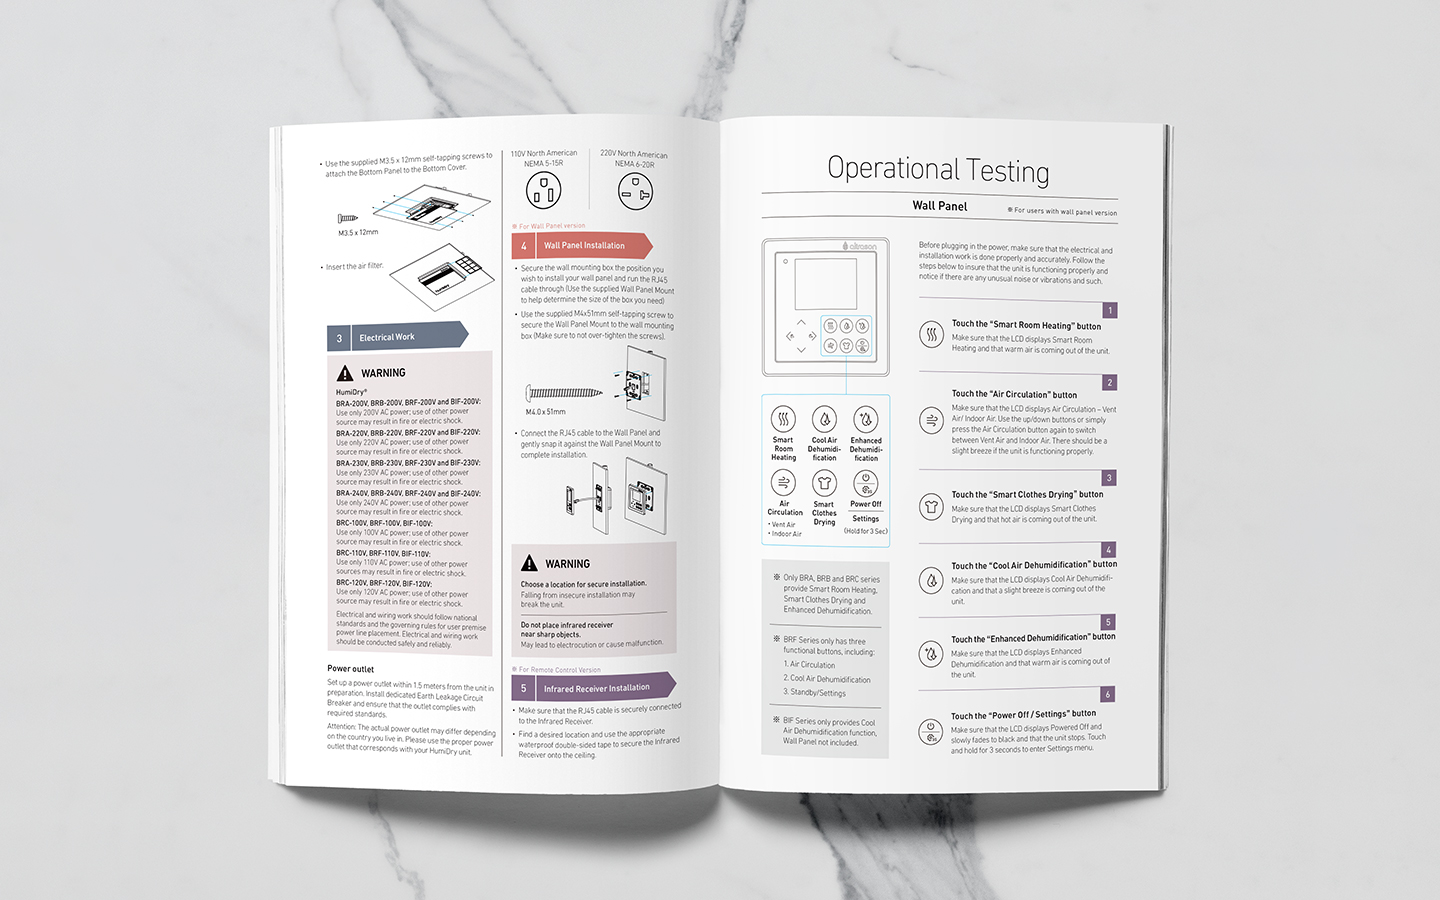 • Use the supplied M3.5 x 12mm self-tapping screws to
attach the Bottom Panel to the Bottom Cover.
M3.5 x 12mm
• Insert the air filter.
3 Electrical Work
WARNING
HumiDry®
BRA-200V, BRB-200V, BRF-200V and BIF-200V:
Use only 200V AC power; use of other power
source may result in fire or electric shock.
BRA-220V, BRB-220V, BRF-220V and BIF-220V:
Use only 220V AC power; use of other power
source may result in fire or electric shock.
BRA-230V, BRB-230V, BRF-230V and BIF-230V:
Use only 230V AC power; use of other power
source may result in fire or electric shock.
BRA-240V, BRB-240V, BRF-240V and BIF-240V:
Use only 240V AC power; use of other power
source may result in fire or electric shock.
BRC-100V, BRF-100V, BIF-100V:
Use only 100V AC power; use of other power
source may result in fire or electric shock.
BRC-110V, BRF-110V, BIF-110V:
Use only 110V AC power; use of other power
sources may result in fire or electric shock.
BRC-120V, BRF-120V, BIF-120V:
Use only 120V AC power; use of other power
source may result in fire or electric shock.
Electrical and wiring work should follow national
standards and the governing rules for user premise
power line placement. Electrical and wiring work
should be conducted safely and reliably.
Power outlet
Set up a power outlet within 1.5 meters from the unit in
preparation. Install dedicated Earth Leakage Circuit
Breaker and ensure that the outlet complies with
required standards.
Attention: The actual power outlet may differ depending
on the country you live in. Please use the proper power
outlet that corresponds with your HumiDry unit.
110V North American
NEMA 5-15R
220V North American
NEMA 6-20R
※ For Wall Panel version
4 Wall Panel Installation
• Secure the wall mounting box the position you
wish to install your wall panel and run the RJ45
cable through (Use the supplied Wall Panel Mount
to help determine the size of the box you need)
• Use the supplied M4x51mm self-tapping screw to
secure the Wall Panel Mount to the wall mounting
box (Make sure to not over-tighten the screws).
M4.0 x 51mm
• Connect the RJ45 cable to the Wall Panel and
gently snap it against the Wall Panel Mount to
complete installation.
WARNING
Choose a location for secure installation.
Falling from insecure installation may
break the unit.
Do not place infrared receiver
near sharp objects.
May lead to electrocution or cause malfunction.
※ For Remote Control Version
5 Infrared Receiver Installation
• Make sure that the RJ45 cable is securely connected
to the Infrared Receiver.
• Find a desired location and use the appropriate
waterproof double-sided tape to secure the Infrared
Receiver onto the ceiling.
Operational Testing
Wall Panel
※ For users with wall panel version
altrason
Smart
Room
Heating
Cool Air
Dehumidi-
fication
Enhanced
Dehumidi-
fication
Air
Circulation
• Vent Air
• Indoor Air
Smart
Clothes
Drying
Power Off
Settings
(Hold for 3 Sec)
※ Only BRA, BRB and BRC series
provide Smart Room Heating,
Smart Clothes Drying and
Enhanced Dehumidification.
※ BRF Series only has three
functional buttons, including:
1. Air Circulation
2. Cool Air Dehumidification
3. Standby/Settings
※ BIF Series only provides Cool
Air Dehumidification function,
Wall Panel not included.
Before plugging in the power, make sure that the electrical and
installation work is done properly and accurately. Follow the
steps below to insure that the unit is functioning properly and
notice if there are any unusual noise or vibrations and such.
1
Touch the “Smart Room Heating” button
Make sure that the LCD displays Smart Room
Heating and that warm air is coming out of the unit.
2
Touch the “Air Circulation” button
Make sure that the LCD displays Air Circulation – Vent
Air/ Indoor Air. Use the up/down buttons or simply
press the Air Circulation button again to switch
between Vent Air and Indoor Air. There should be a
slight breeze if the unit is functioning properly.
3
Touch the “Smart Clothes Drying” button
Make sure that the LCD displays Smart Clothes
Drying and that hot air is coming out of the unit.
4
Touch the “Cool Air Dehumidification” button
Make sure that the LCD displays Cool Air Dehumidifi-
cation and that a slight breeze is coming out of the
unit.
5
Touch the “Enhanced Dehumidification” button
Make sure that the LCD displays Enhanced
Dehumidification and that warm air is coming out of
the unit.
6
Touch the “Power Off / Settings” button
Make sure that the LCD displays Powered Off and
slowly fades to black and that the unit stops. Touch
and hold for 3 seconds to enter Settings menu.